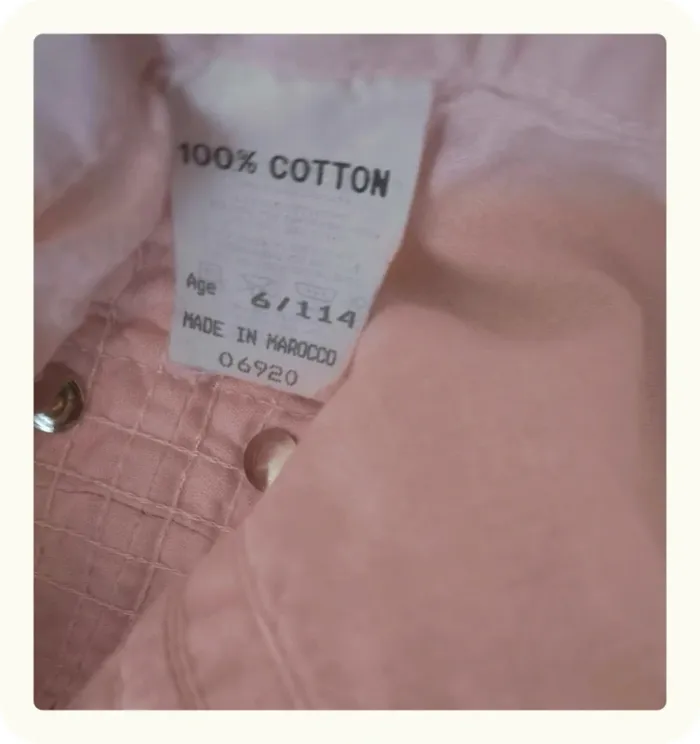 100% COTTON
Age 6/114
MADE IN MAROCCO
06920